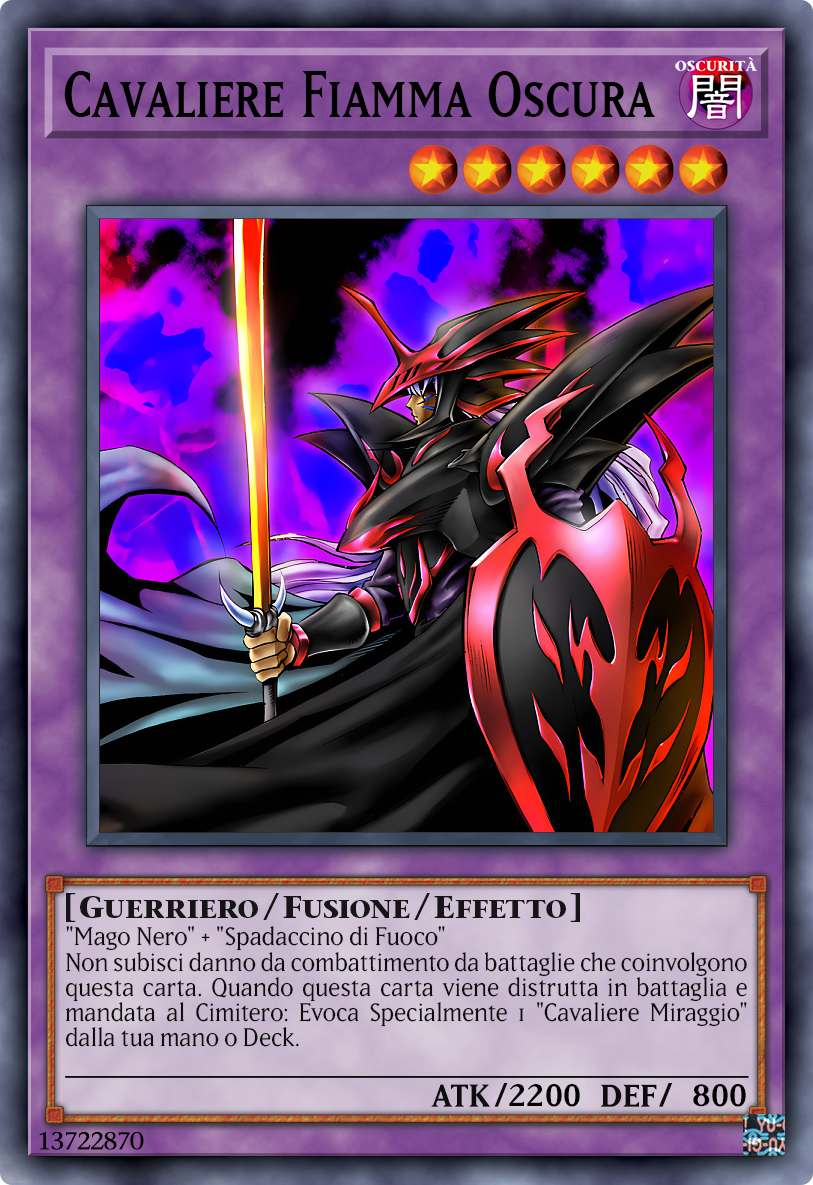 CAVALIERE FIAMMA OSCURA
OSCURITÀ
闇
[GUERRIERO/FUSIONE/EFFETTO]
"Mago Nero" + "Spadaccino di Fuoco"
Non subisci danno da combattimento da battaglie che coinvolgono
questa carta. Quando questa carta viene distrutta in battaglia e
mandata al Cimitero: Evoca Specialmente 1 "Cavaliere Miraggio"
dalla tua mano o Deck.
ATK/2200 DEF/ 800
13722870